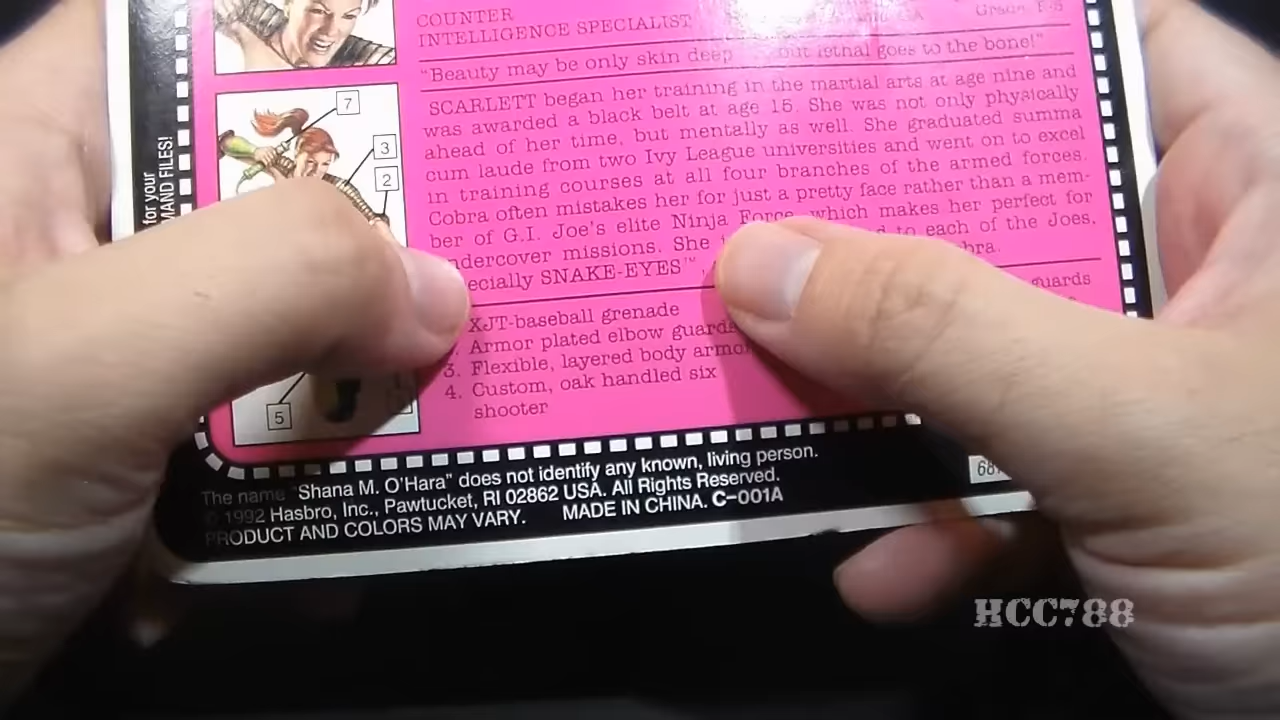 COUNTER
INTELLIGENCE SPECIALIST
Grade: E-5
"Beauty may be only skin deep but lethal goes to the bone!"
SCARLETT began her training in the martial arts at age nine and
was awarded a black belt at age 15. She was not only physically
ahead of her time, but mentally as well. She graduated summa
cum laude from two Ivy League universities and went on to excel
in training courses at all four branches of the armed forces.
Cobra often mistakes her for just a pretty face rather than a mem-
ber of G.I. Joe's elite Ninja Force, which makes her perfect for
ndercover missions. She to each of the Joes,
ecially SNAKE-EYES™, bra.
XJT-baseball grenade
Armor plated elbow guards
3. Flexible, layered body armor
4. Custom, oak handled six
shooter
guards
7
3
2
5
for your
MAND FILES!
The name "Shana M. O'Hara" does not identify any known, living person.
© 1992 Hasbro, Inc., Pawtucket, RI 02862 USA. All Rights Reserved.
PRODUCT AND COLORS MAY VARY. MADE IN CHINA. C-001A
HCC788